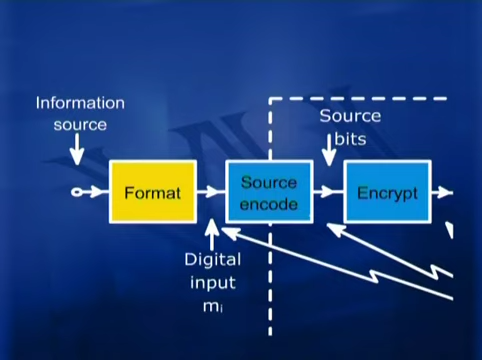 Information
source
Source
bits
Format
Source
encode
Encrypt
Digital
input
mᵢ